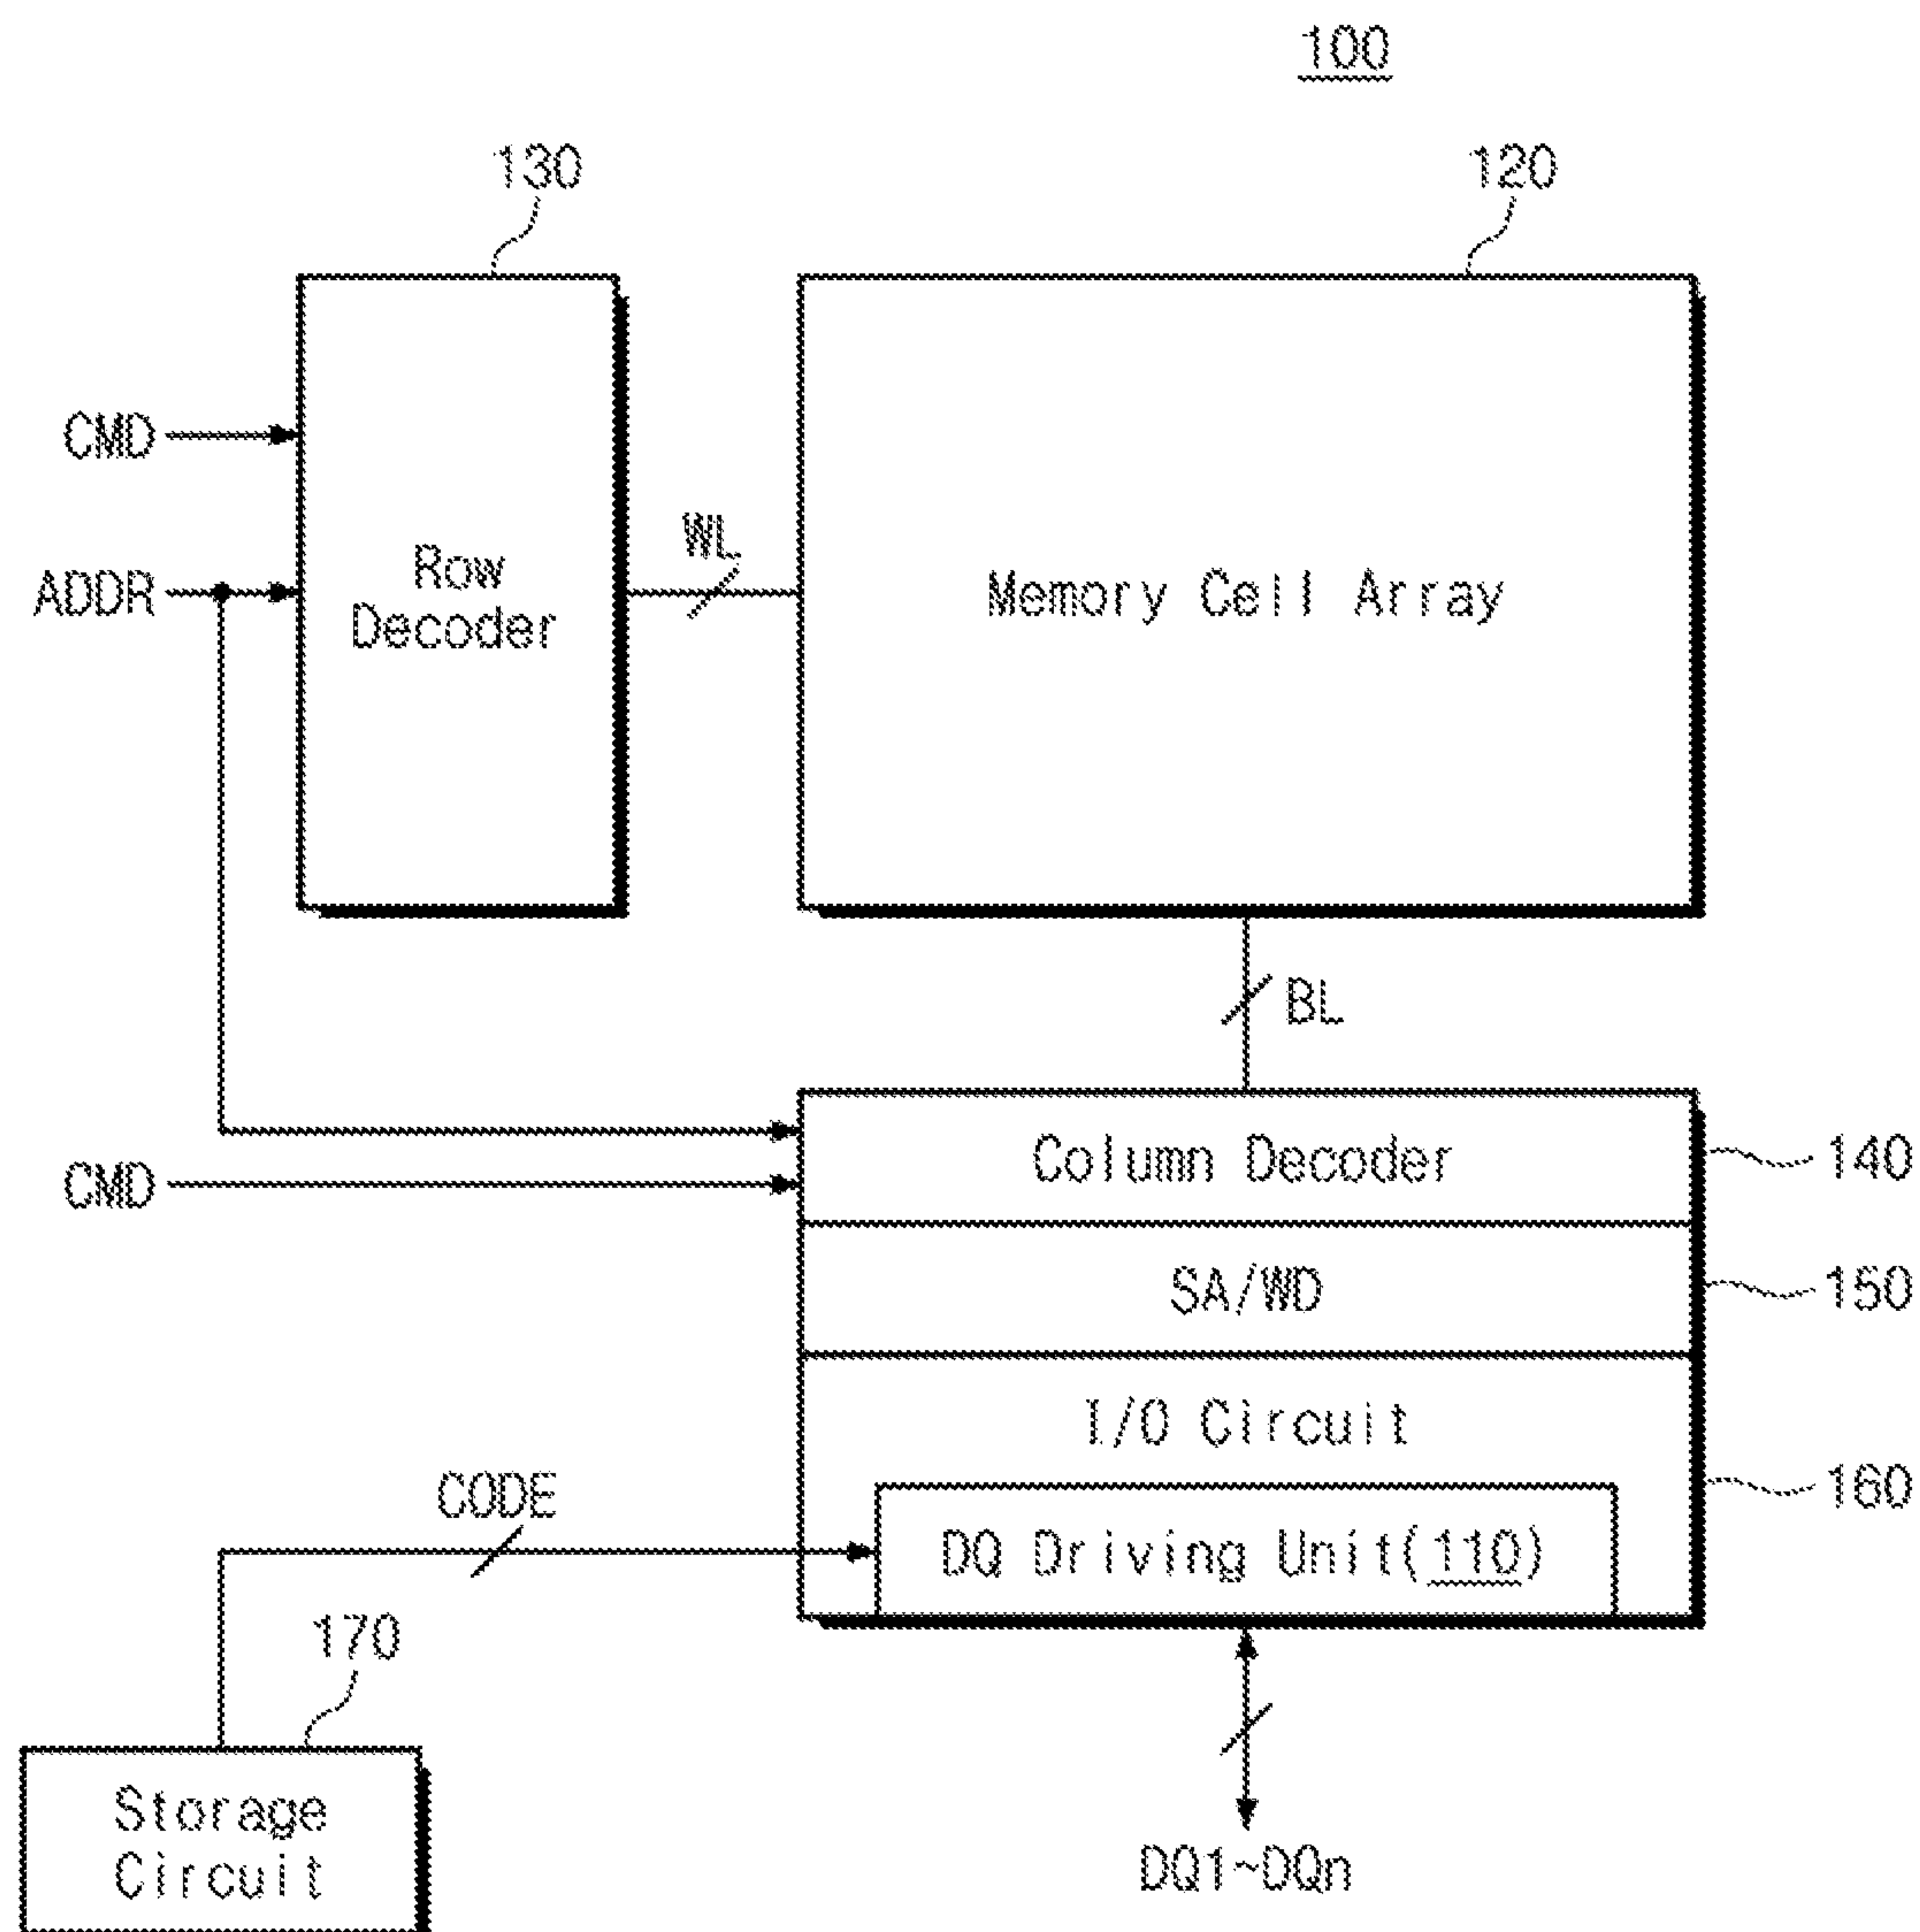 100
130
120
CMD
ADDR
Row
Decoder
WL
Memory Cell Array
BL
CMD
Column Decoder
140
SA/WD
150
I/O Circuit
160
CODE
DQ Driving Unit(110)
170
Storage
Circuit
DQ1~DQn